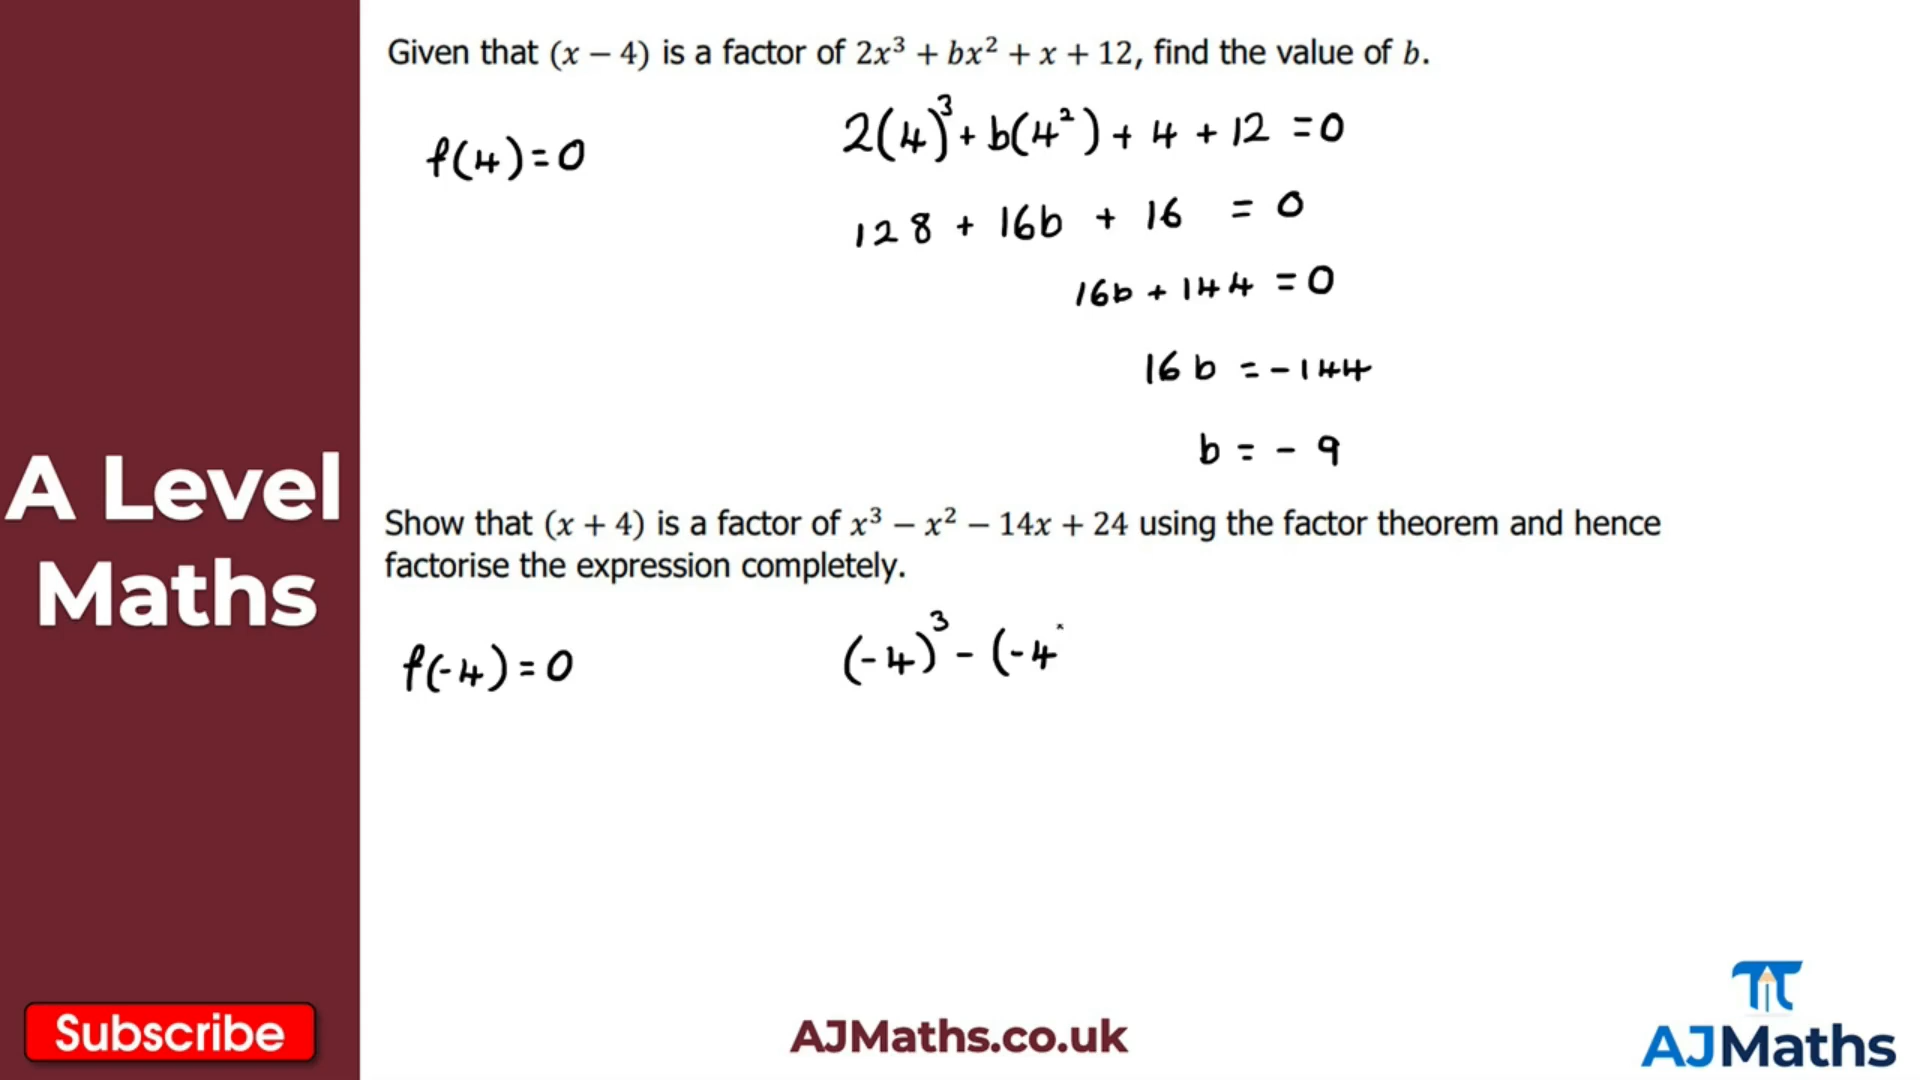 Given that (x − 4) is a factor of 2x³ + bx² + x + 12, find the value of b.
f(4) = 0
2(4)³ + b(4²) + 4 + 12 = 0
128 + 16b + 16 = 0
16b + 144 = 0
16b = -144
b = - 9
A Level
Maths
Show that (x + 4) is a factor of x³ − x² − 14x + 24 using the factor theorem and hence
factorise the expression completely.
f(-4) = 0
(-4)³ - (-4
Subscribe
AJMaths.co.uk
AJMaths